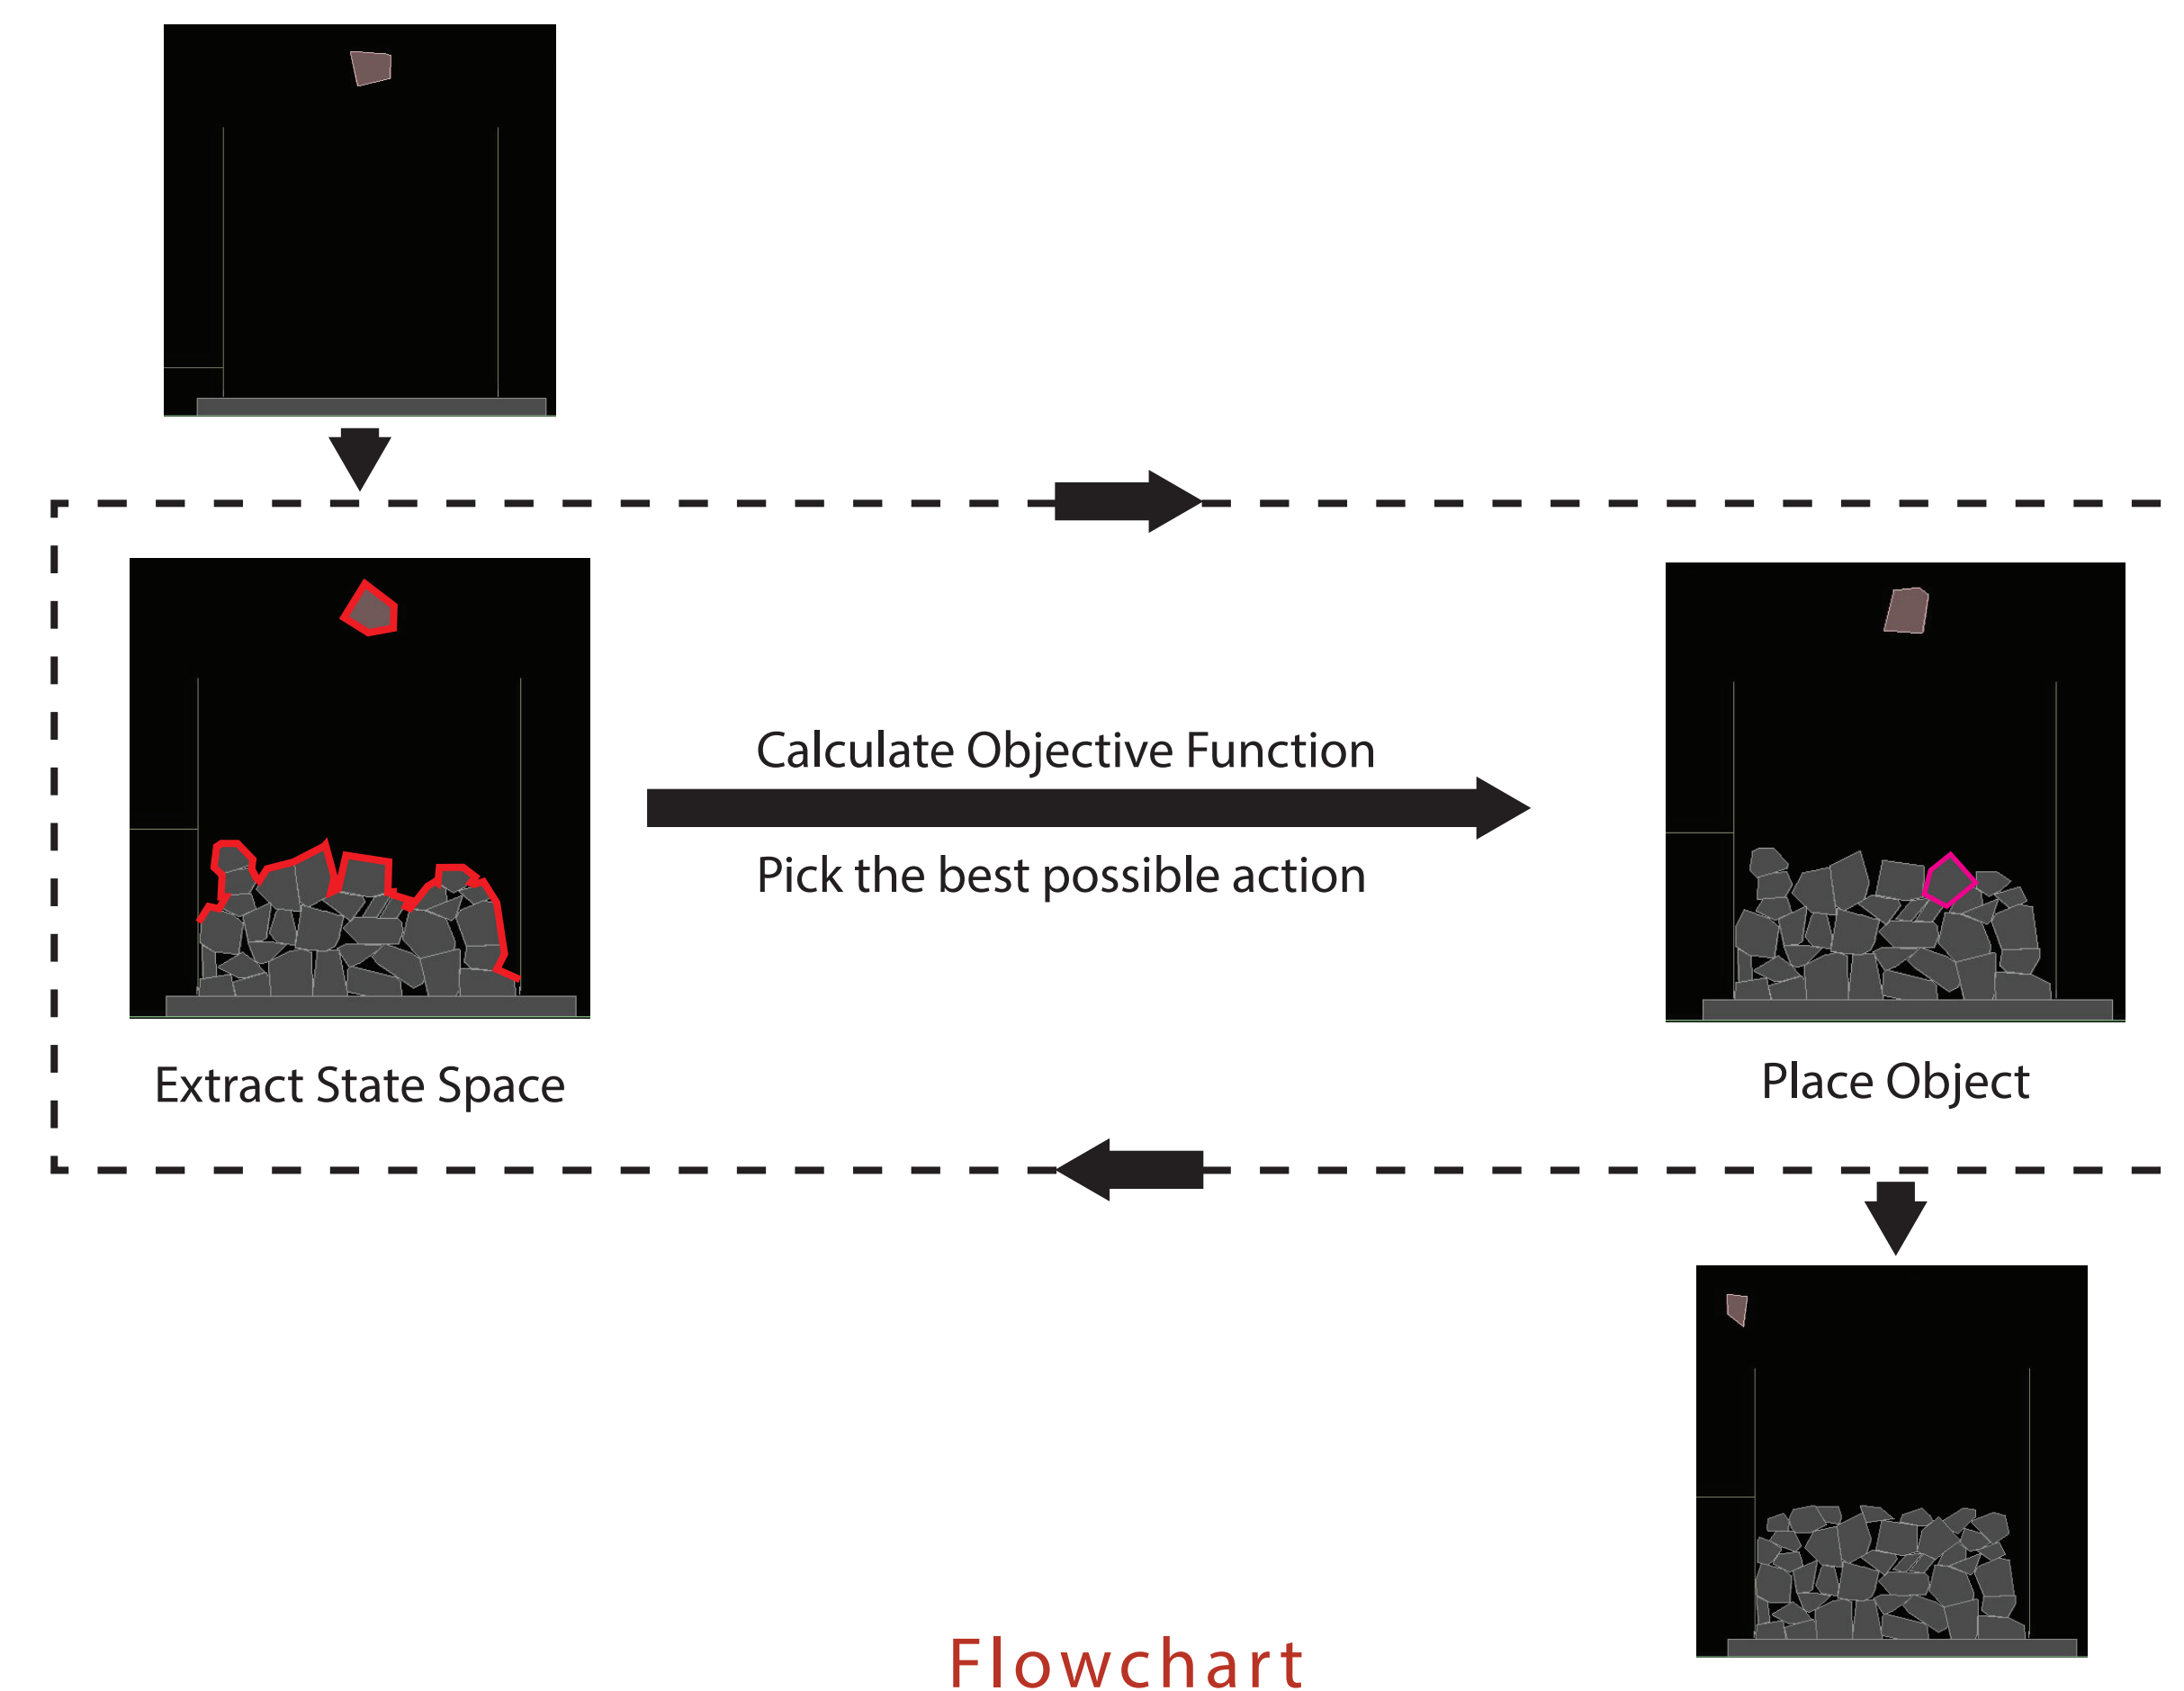 Calculate Objective Function
Pick the best possible action
Extract State Space
Place Object
Flowchart